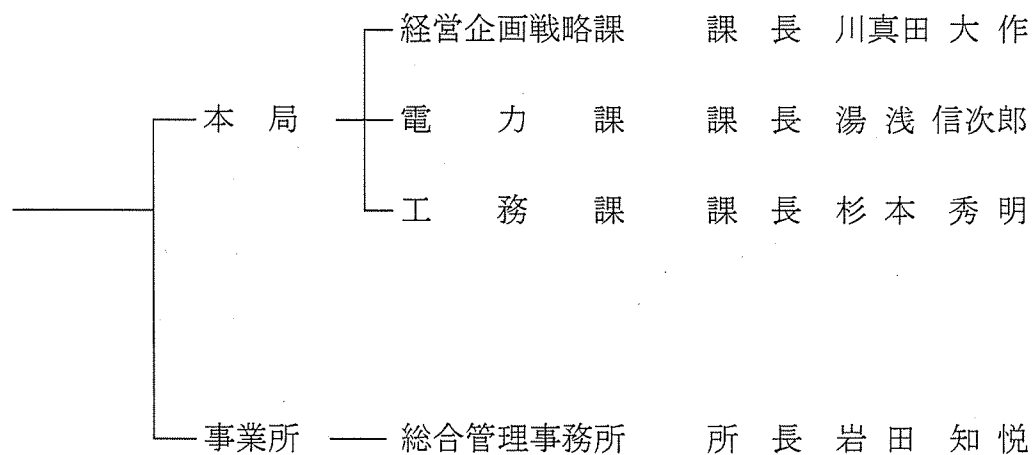 経営企画戦略課 課長 川真田 大作
本局 電力課 課長 湯浅 信次郎
工務課 課長 杉本 秀明
事業所 総合管理事務所 所長 岩田 知悦